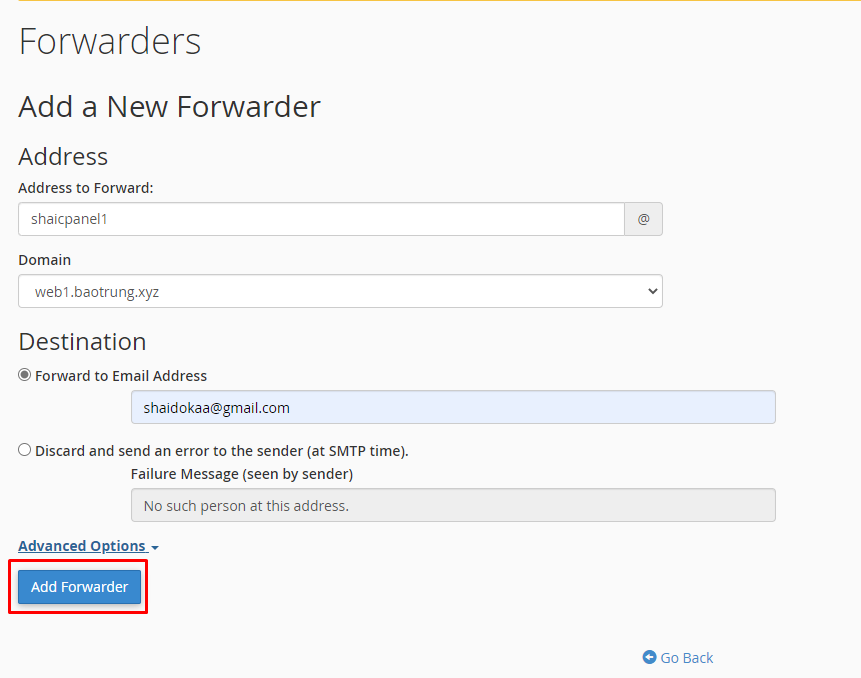 Forwarders
Add a New Forwarder
Address
Address to Forward:
shaicpanel1
@
Domain
web1.baotrung.xyz
Destination
Forward to Email Address
shaidokaa@gmail.com
Discard and send an error to the sender (at SMTP time).
Failure Message (seen by sender)
No such person at this address.
Advanced Options
Add Forwarder
Go Back